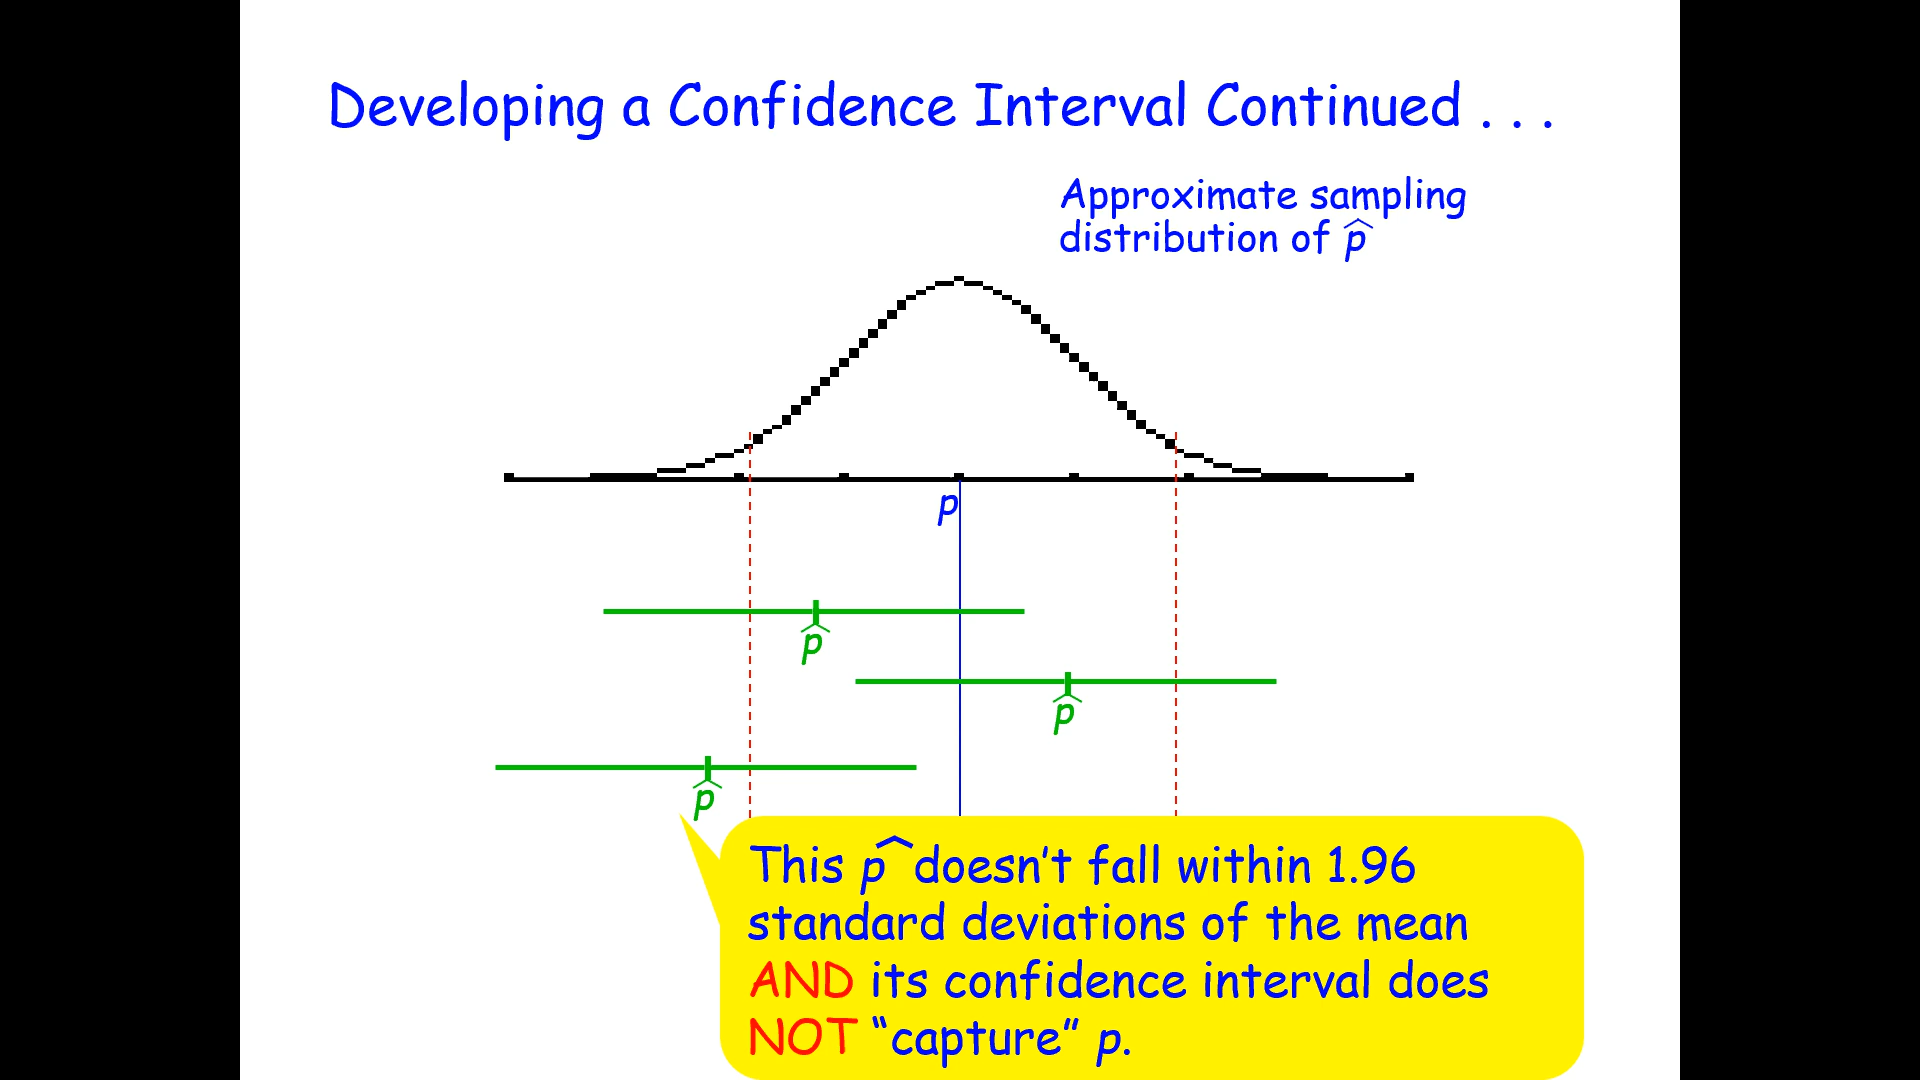 Developing a Confidence Interval Continued . . .
Approximate sampling
distribution of p̂
p
p̂
p̂
p̂
This p̂ doesn’t fall within 1.96
standard deviations of the mean
AND its confidence interval does
NOT “capture” p.